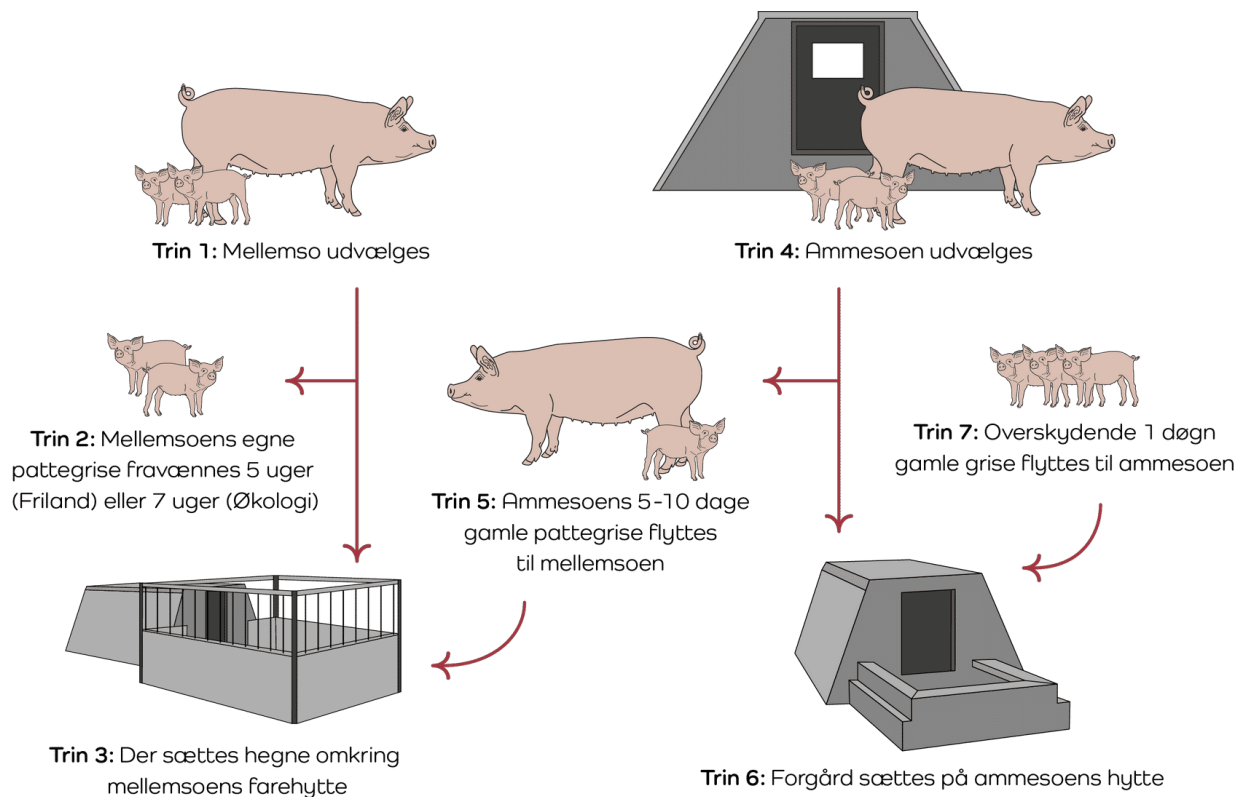 Trin 1: Mellemso udvælges
Trin 4: Ammesoen udvælges
Trin 2: Mellemsoens egne
pattegrise fravænnes 5 uger
(Friland) eller 7 uger (Økologi)
Trin 5: Ammesoens 5-10 dage
gamle pattegrise flyttes
til mellemsoen
Trin 7: Overskydende 1 døgn
gamle grise flyttes til ammesoen
Trin 3: Der sættes hegne omkring
mellemsoens farehytte
Trin 6: Forgård sættes på ammesoens hytte